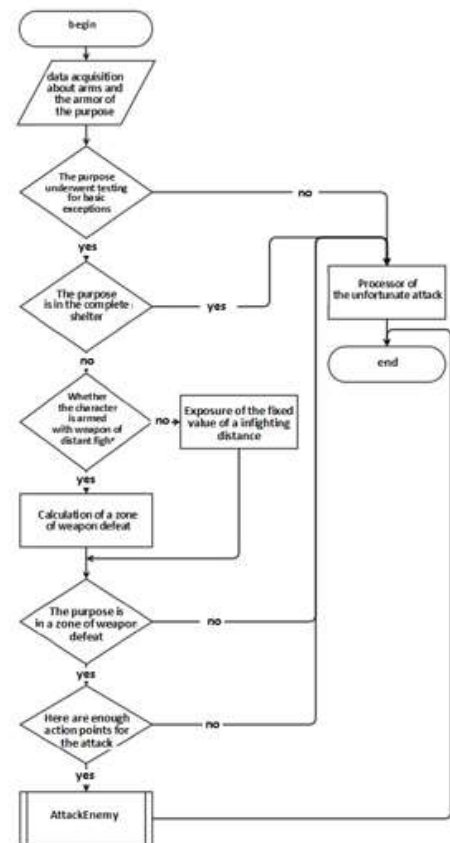 begin
data acquisition
about arms and
the armor of
the purpose
The purpose
underwent testing
for basic
exceptions
no
yes
The purpose
is in the complete
shelter
yes
Processor of
the unfortunate attack
end
no
Whether
the character
is armed
with weapon of
distant figh*
no
Exposure of the fixed
value of a infighting
distance
yes
Calculation of a zone
of weapon defeat
The purpose is
in a zone of weapon
defeat
no
yes
Here are enough
action points for
the attack
no
yes
AttackEnemy